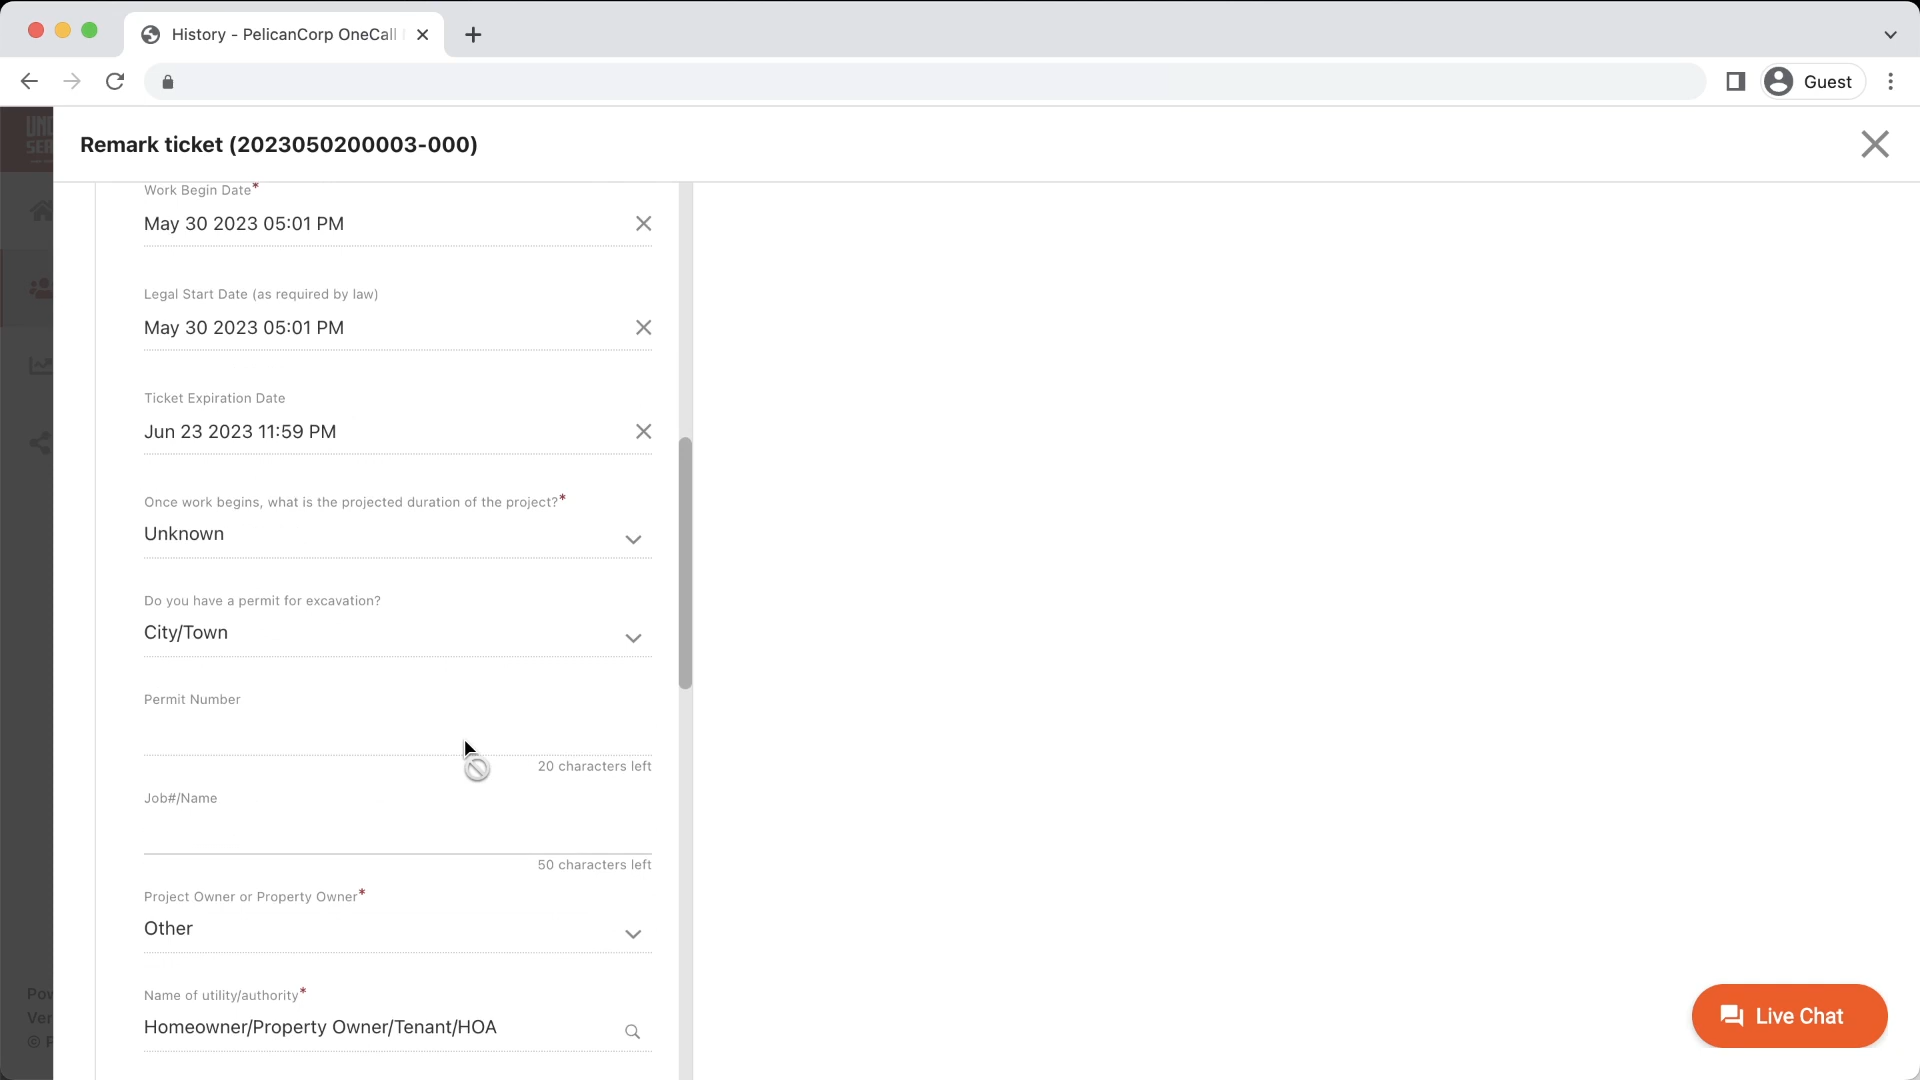 History - PelicanCorp OneCall
Guest
Remark ticket (2023050200003-000)
Work Begin Date*
May 30 2023 05:01 PM
Legal Start Date (as required by law)
May 30 2023 05:01 PM
Ticket Expiration Date
Jun 23 2023 11:59 PM
Once work begins, what is the projected duration of the project?*
Unknown
Do you have a permit for excavation?
City/Town
Permit Number
20 characters left
Job#/Name
50 characters left
Project Owner or Property Owner*
Other
Name of utility/authority*
Homeowner/Property Owner/Tenant/HOA
Live Chat